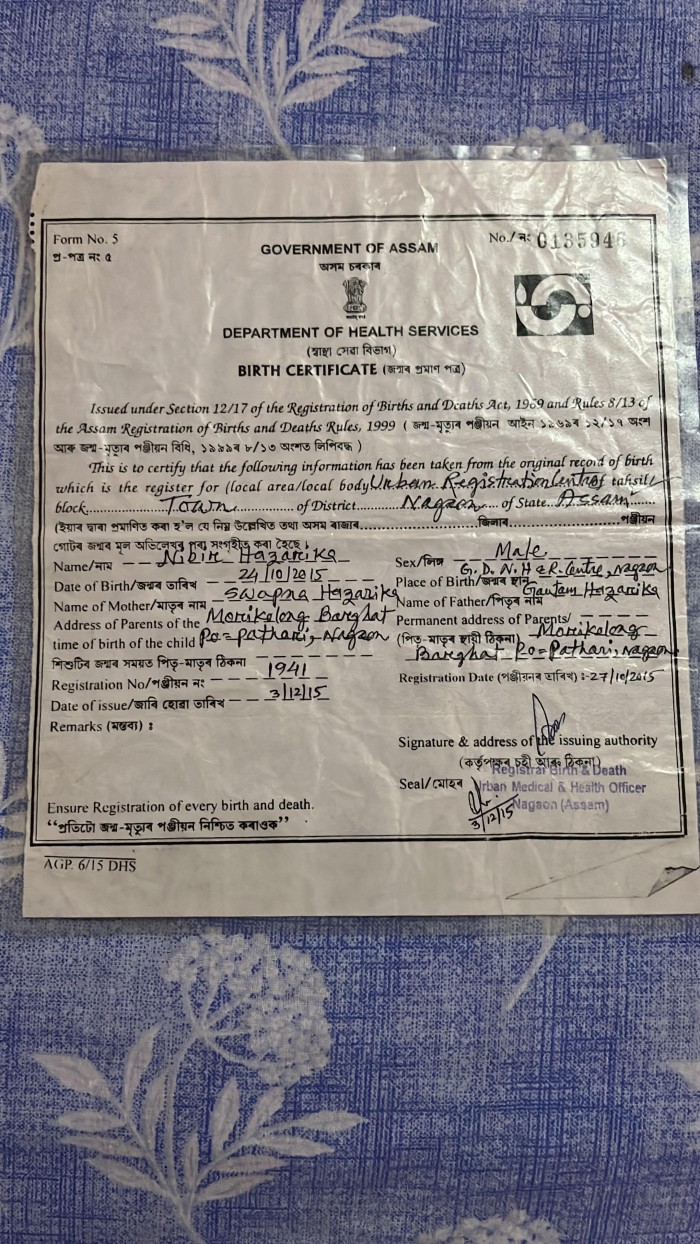 Form No. 5
প্ৰ-পত্ৰ নং ৫
No./ নং 0135946
GOVERNMENT OF ASSAM
অসম চৰকাৰ
DEPARTMENT OF HEALTH SERVICES
(স্বাস্থ্য সেৱা বিভাগ)
BIRTH CERTIFICATE (জন্মৰ প্ৰমাণ পত্ৰ)
Issued under Section 12/17 of the Registration of Births and Deaths Act, 1969 and Rules 8/13 of
the Assam Registration of Births and Deaths Rules, 1999 ( জন্ম-মৃত্যুৰ পঞ্জীয়ন আইন ১৯৬৯ৰ ১২/১৭ অংশ
আৰু জন্ম-মৃত্যুৰ পঞ্জীয়ন বিধি, ১৯৯৯ৰ ৮/১৩ অংশত লিপিবদ্ধ )
This is to certify that the following information has been taken from the original record of birth
which is the register for (local area/local body Urban Registration Centre of tahsil/
block Town of District Nagaon of State Assam
(ইয়াৰ দ্বাৰা প্ৰমাণিত কৰা হ'ল যে নিম্ন উল্লেখিত তথ্য অসম ৰাজ্যৰ জিলাৰ পঞ্জীয়ন
গোটৰ জন্মৰ মূল অভিলেখৰ পৰা সংগৃহীত কৰা হৈছে।
Name/নাম Nibir Hazarika
Sex/লিঙ্গ Male
Date of Birth/জন্মৰ তাৰিখ 24/10/2015
Place of Birth/জন্মৰ স্থান G. D. N. H & R. Centre, Nagaon
Name of Mother/মাতৃৰ নাম Swapna Hazarika
Name of Father/পিতৃৰ নাম Gautam Hazarika
Address of Parents of the Morikolong Barghat
time of birth of the child Po=Pathari, Nagaon
শিশুটিৰ জন্মৰ সময়ত পিতৃ-মাতৃৰ ঠিকনা
Permanent address of Parents/
(পিতৃ-মাতৃৰ স্থায়ী ঠিকনা) Morikolong
Barghat Po=Pathari, Nagaon
Registration No/পঞ্জীয়ন নং 1941
Registration Date (পঞ্জীয়নৰ তাৰিখ) :-27/10/2015
Date of issue/জাৰি হোৱা তাৰিখ 3/12/15
Remarks (মন্তব্য) :
Signature & address of the issuing authority
(কৰ্তৃপক্ষৰ চহী আৰু ঠিকনা)
Seal/মোহৰ
Registrar Birth & Death
Urban Medical & Health Officer
Nagaon (Assam)
3/12/15
Ensure Registration of every birth and death.
“প্ৰতিটো জন্ম-মৃত্যুৰ পঞ্জীয়ন নিশ্চিত কৰাওক”
AGP. 6/15 DHS